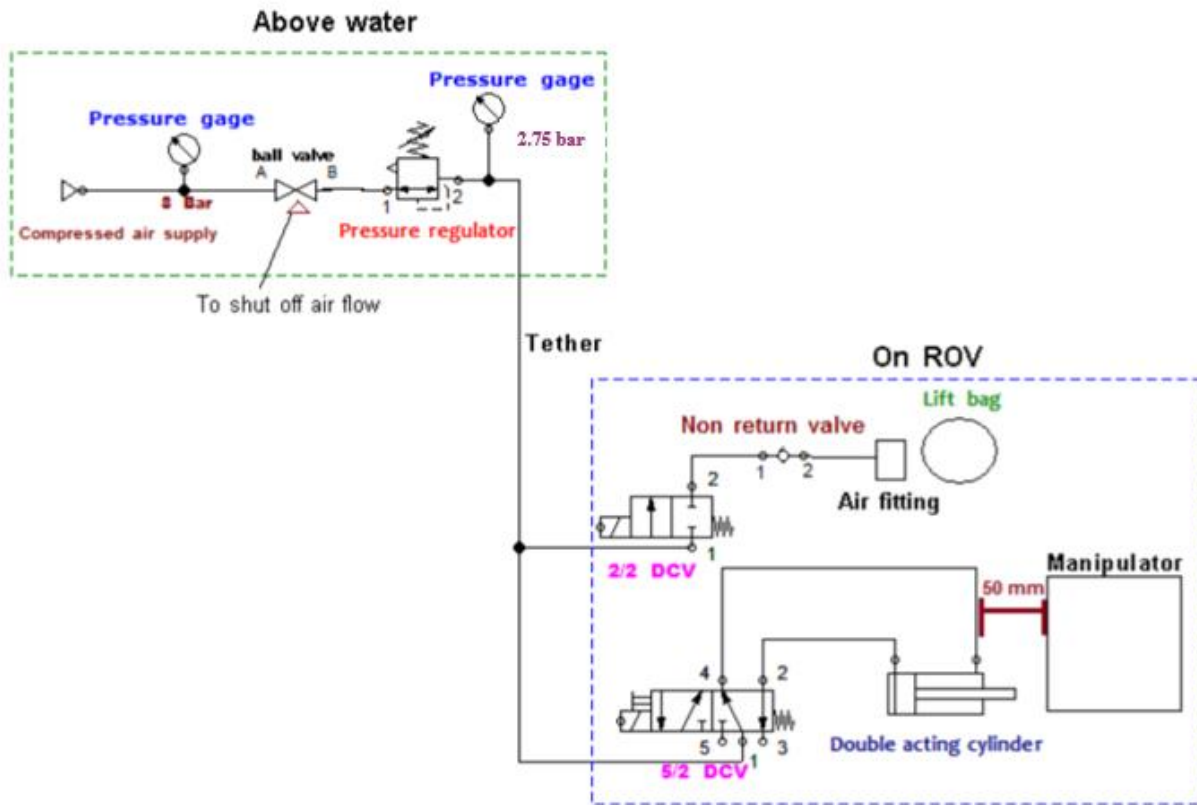 Above water
Pressure gage
Pressure gage
2.75 bar
ball valve
A
B
8 Bar
1
2
Compressed air supply
Pressure regulator
To shut off air flow
Tether
On ROV
Lift bag
Non return valve
1
2
2
Air fitting
1
2/2 DCV
Manipulator
50 mm
4
2
5
3
1
5/2 DCV
Double acting cylinder